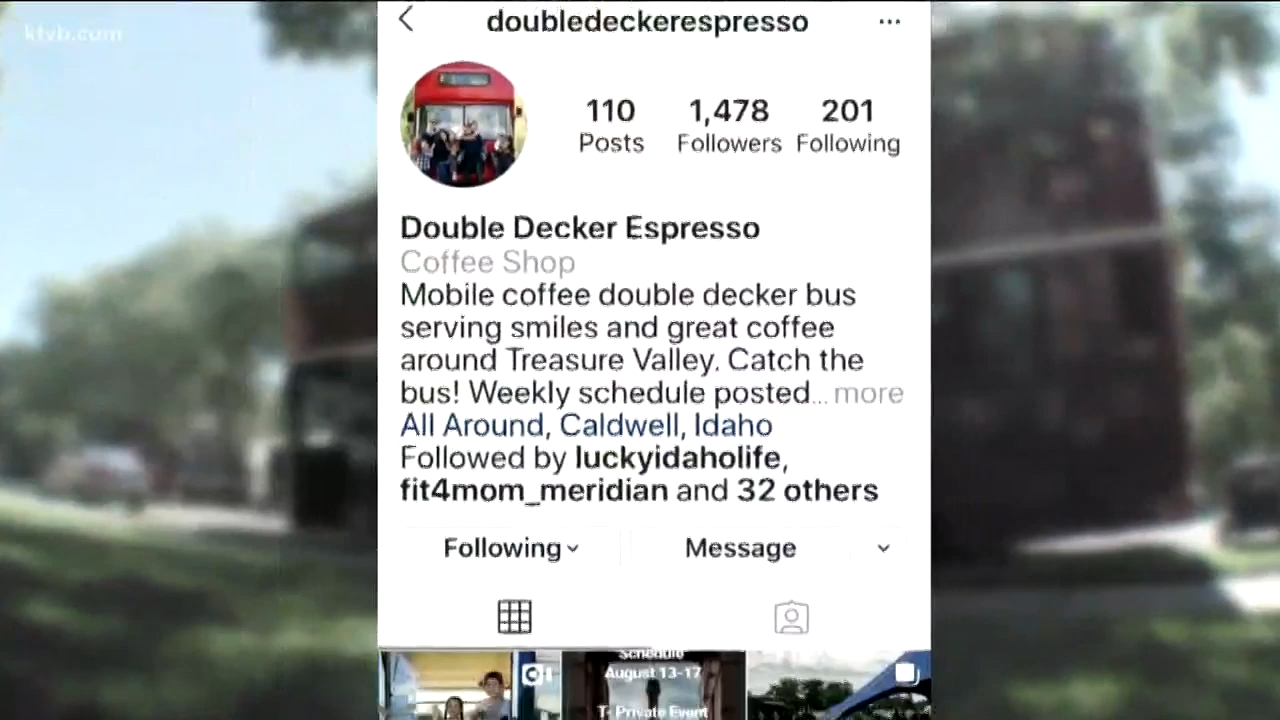 ktvb.com
doubledeckerespresso
110
1,478
201
Posts
Followers
Following
Double Decker Espresso
Coffee Shop
Mobile coffee double decker bus
serving smiles and great coffee
around Treasure Valley. Catch the
bus! Weekly schedule posted... more
All Around, Caldwell, Idaho
Followed by luckyidaholife,
fit4mom_meridian and 32 others
Following
Message
Schedule
August 13-17
T- Private Event